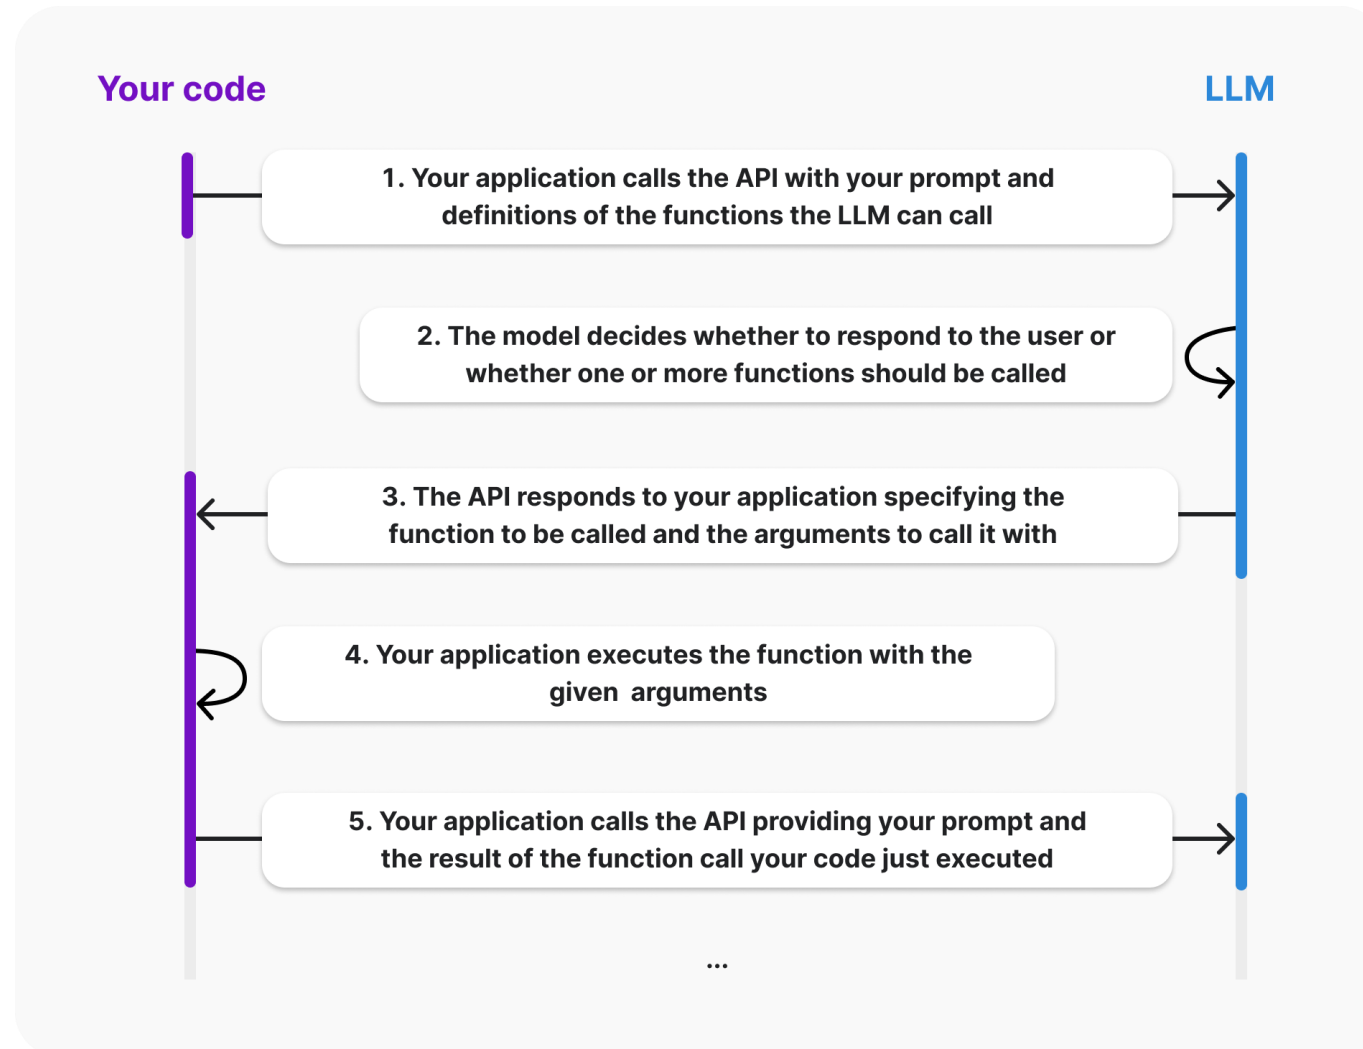 Your code
LLM
1. Your application calls the API with your prompt and
definitions of the functions the LLM can call
2. The model decides whether to respond to the user or
whether one or more functions should be called
3. The API responds to your application specifying the
function to be called and the arguments to call it with
4. Your application executes the function with the
given  arguments
5. Your application calls the API providing your prompt and
the result of the function call your code just executed
...